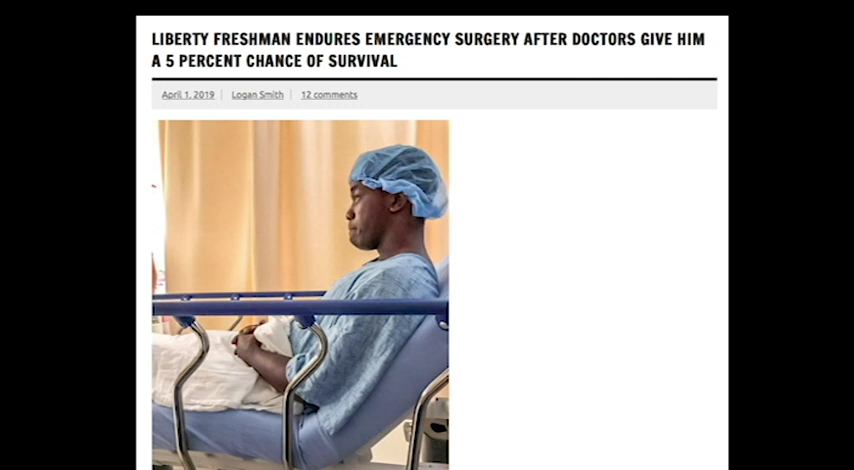 LIBERTY FRESHMAN ENDURES EMERGENCY SURGERY AFTER DOCTORS GIVE HIM
A 5 PERCENT CHANCE OF SURVIVAL
April 1, 2019 Logan Smith 12 comments